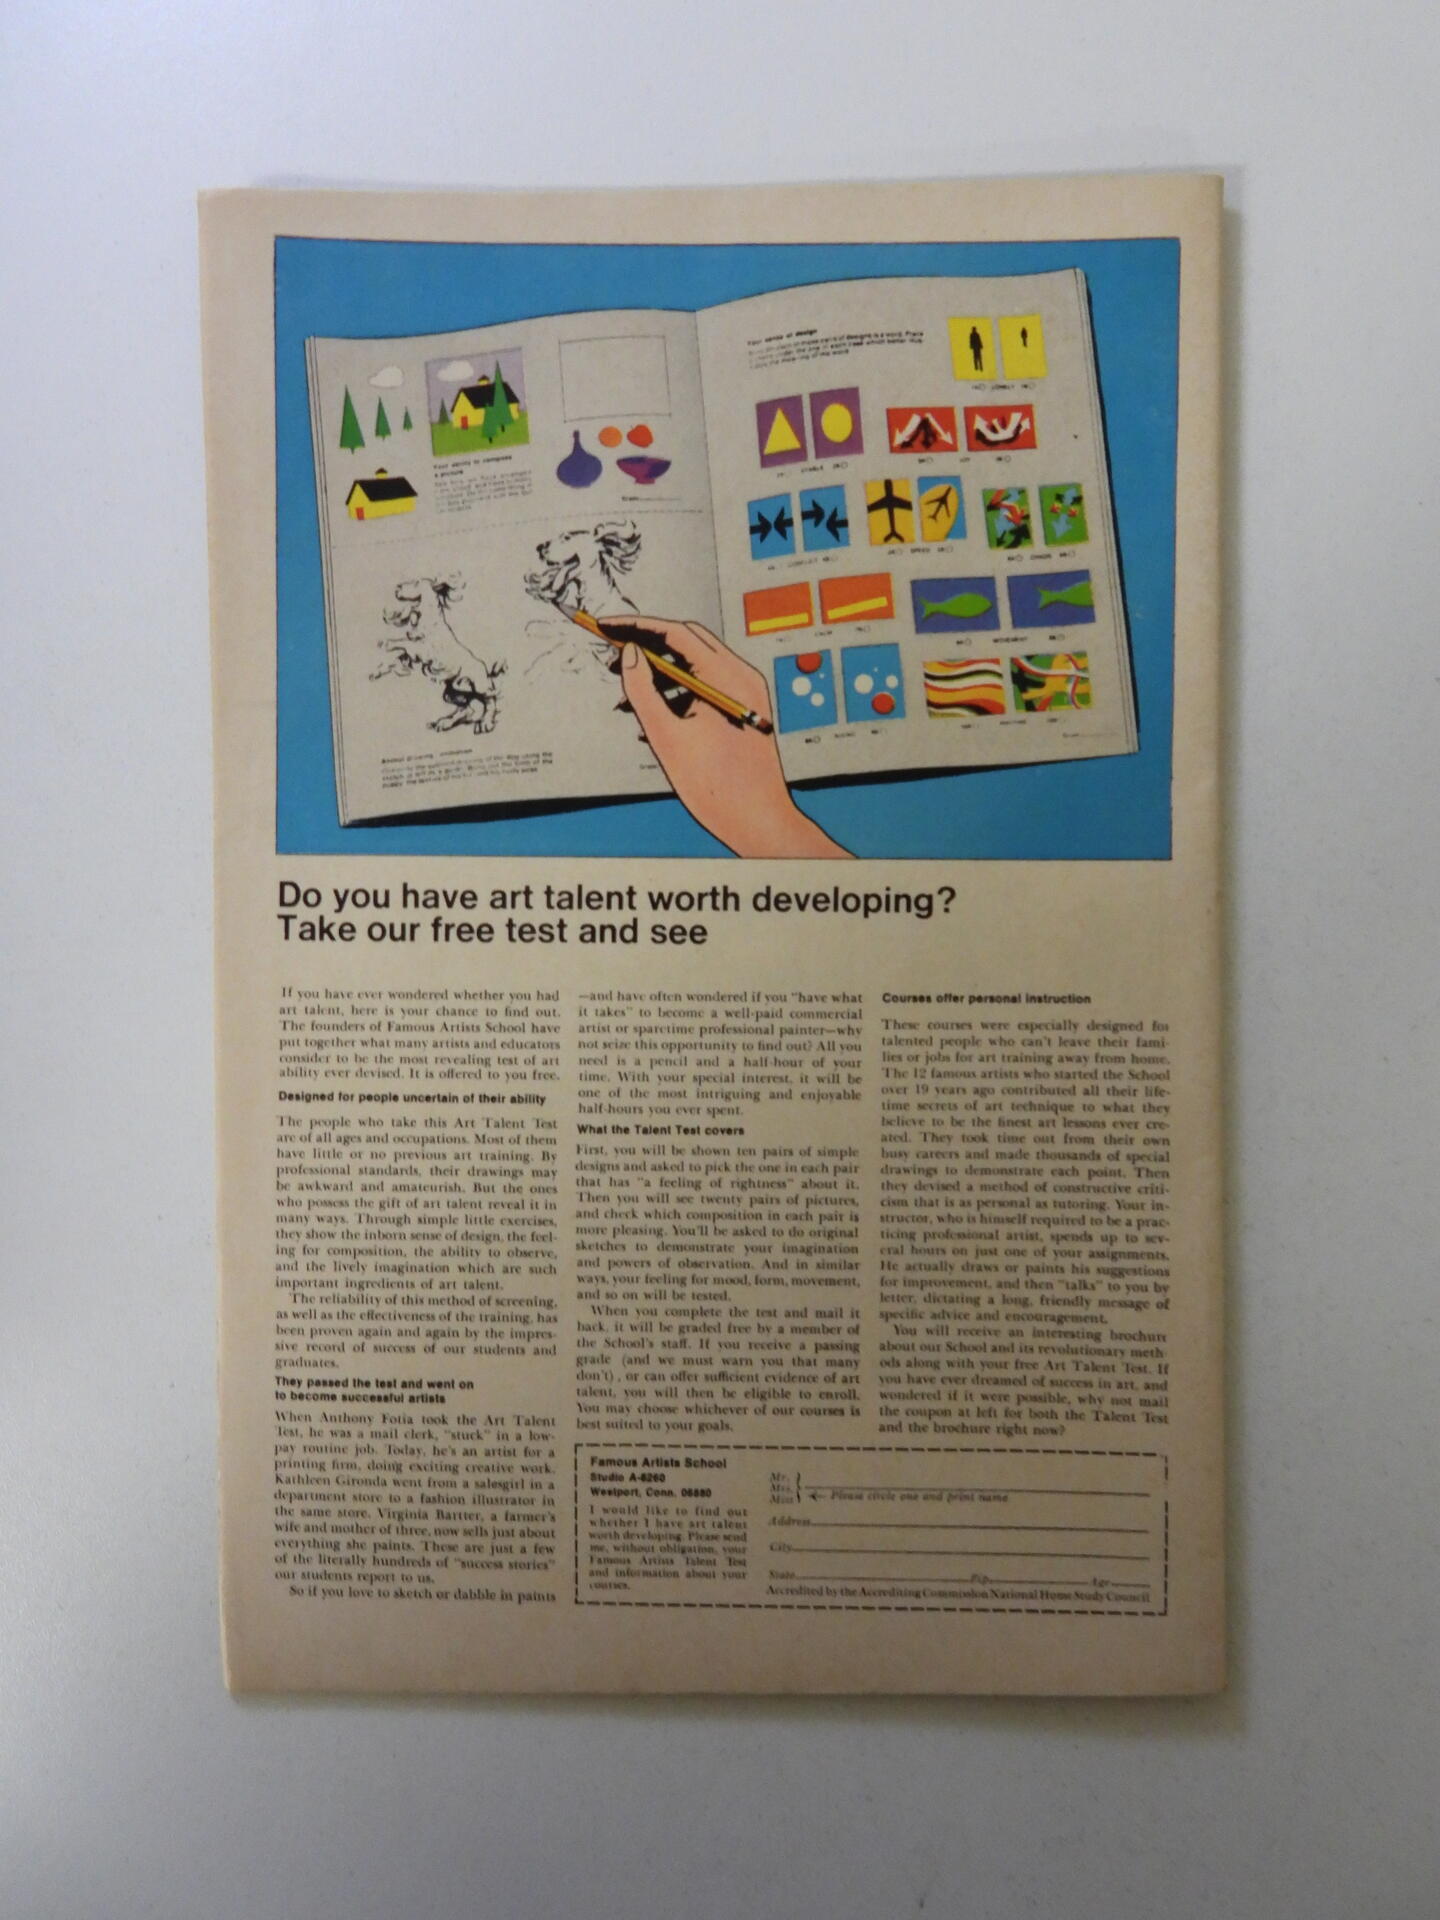 Your sense of design
Your ability to compose
a picture
Do you have art talent worth developing?
Take our free test and see
If you have ever wondered whether you had
art talent, here is your chance to find out.
The founders of Famous Artists School have
put together what many artists and educators
consider to be the most revealing test of art
ability ever devised. It is offered to you free.
Designed for people uncertain of their ability
The people who take this Art Talent Test
are of all ages and occupations. Most of them
have little or no previous art training. By
professional standards, their drawings may
be awkward and amateurish. But the ones
who possess the gift of art talent reveal it in
many ways. Through simple little exercises,
they show the inborn sense of design, the feel-
ing for composition, the ability to observe,
and the lively imagination which are such
important ingredients of art talent.
The reliability of this method of screening,
as well as the effectiveness of the training, has
been proven again and again by the impres-
sive record of success of our students and
graduates.
They passed the test and went on
to become successful artists
When Anthony Fotia took the Art Talent
Test, he was a mail clerk, "stuck" in a low-
pay routine job. Today, he's an artist for a
printing firm, doing exciting creative work.
Kathleen Gironda went from a salesgirl in a
department store to a fashion illustrator in
the same store. Virginia Bartter, a farmer's
wife and mother of three, now sells just about
everything she paints. These are just a few
of the literally hundreds of "success stories"
our students report to us.
So if you love to sketch or dabble in paints
—and have often wondered if you "have what
it takes" to become a well-paid commercial
artist or sparetime professional painter—why
not seize this opportunity to find out? All you
need is a pencil and a half-hour of your
time. With your special interest, it will be
one of the most intriguing and enjoyable
half-hours you ever spent.
What the Talent Test covers
First, you will be shown ten pairs of simple
designs and asked to pick the one in each pair
that has "a feeling of rightness" about it.
Then you will see twenty pairs of pictures,
and check which composition in each pair is
more pleasing. You'll be asked to do original
sketches to demonstrate your imagination
and powers of observation. And in similar
ways, your feeling for mood, form, movement,
and so on will be tested.
When you complete the test and mail it
back, it will be graded free by a member of
the School's staff. If you receive a passing
grade (and we must warn you that many
don't), or can offer sufficient evidence of art
talent, you will then be eligible to enroll.
You may choose whichever of our courses is
best suited to your goals.
Courses offer personal instruction
These courses were especially designed for
talented people who can't leave their fami-
lies or jobs for art training away from home.
The 12 famous artists who started the School
over 19 years ago contributed all their life-
time secrets of art technique to what they
believe to be the finest art lessons ever cre-
ated. They took time out from their own
busy careers and made thousands of special
drawings to demonstrate each point. Then
they devised a method of constructive criti-
cism that is as personal as tutoring. Your in-
structor, who is himself required to be a prac-
ticing professional artist, spends up to sev-
eral hours on just one of your assignments.
He actually draws or paints his suggestions
for improvement, and then "talks" to you by
letter, dictating a long, friendly message of
specific advice and encouragement.
You will receive an interesting brochure
about our School and its revolutionary meth-
ods along with your free Art Talent Test. If
you have ever dreamed of success in art, and
wondered if it were possible, why not mail
the coupon at left for both the Talent Test
and the brochure right now?
Famous Artists School
Studio A-8260
Westport, Conn. 06880
I would like to find out
whether I have art talent
worth developing. Please send
me, without obligation, your
Famous Artists Talent Test
and information about your
courses.
Mr.
Mrs.
Miss
Please circle one and print name
Address
City
State Zip Age
Accredited by the Accrediting Commission National Home Study Council